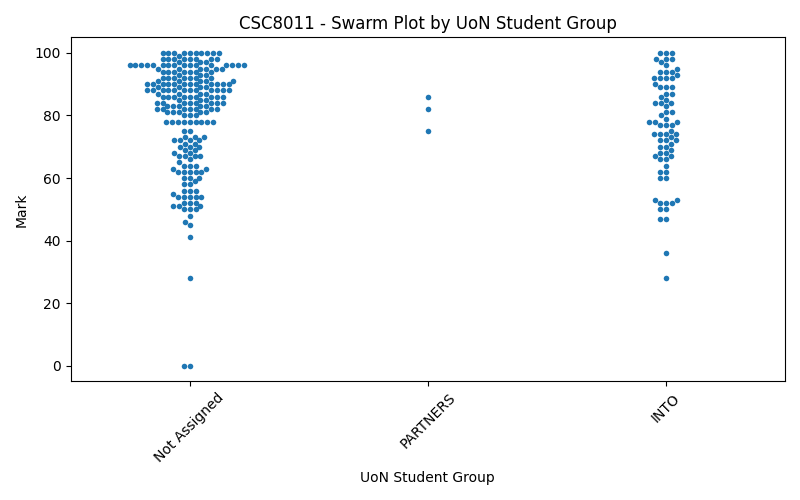 CSC8011 - Swarm Plot by UoN Student Group
Mark
100
80
60
40
20
0
Not Assigned
PARTNERS
INTO
UoN Student Group